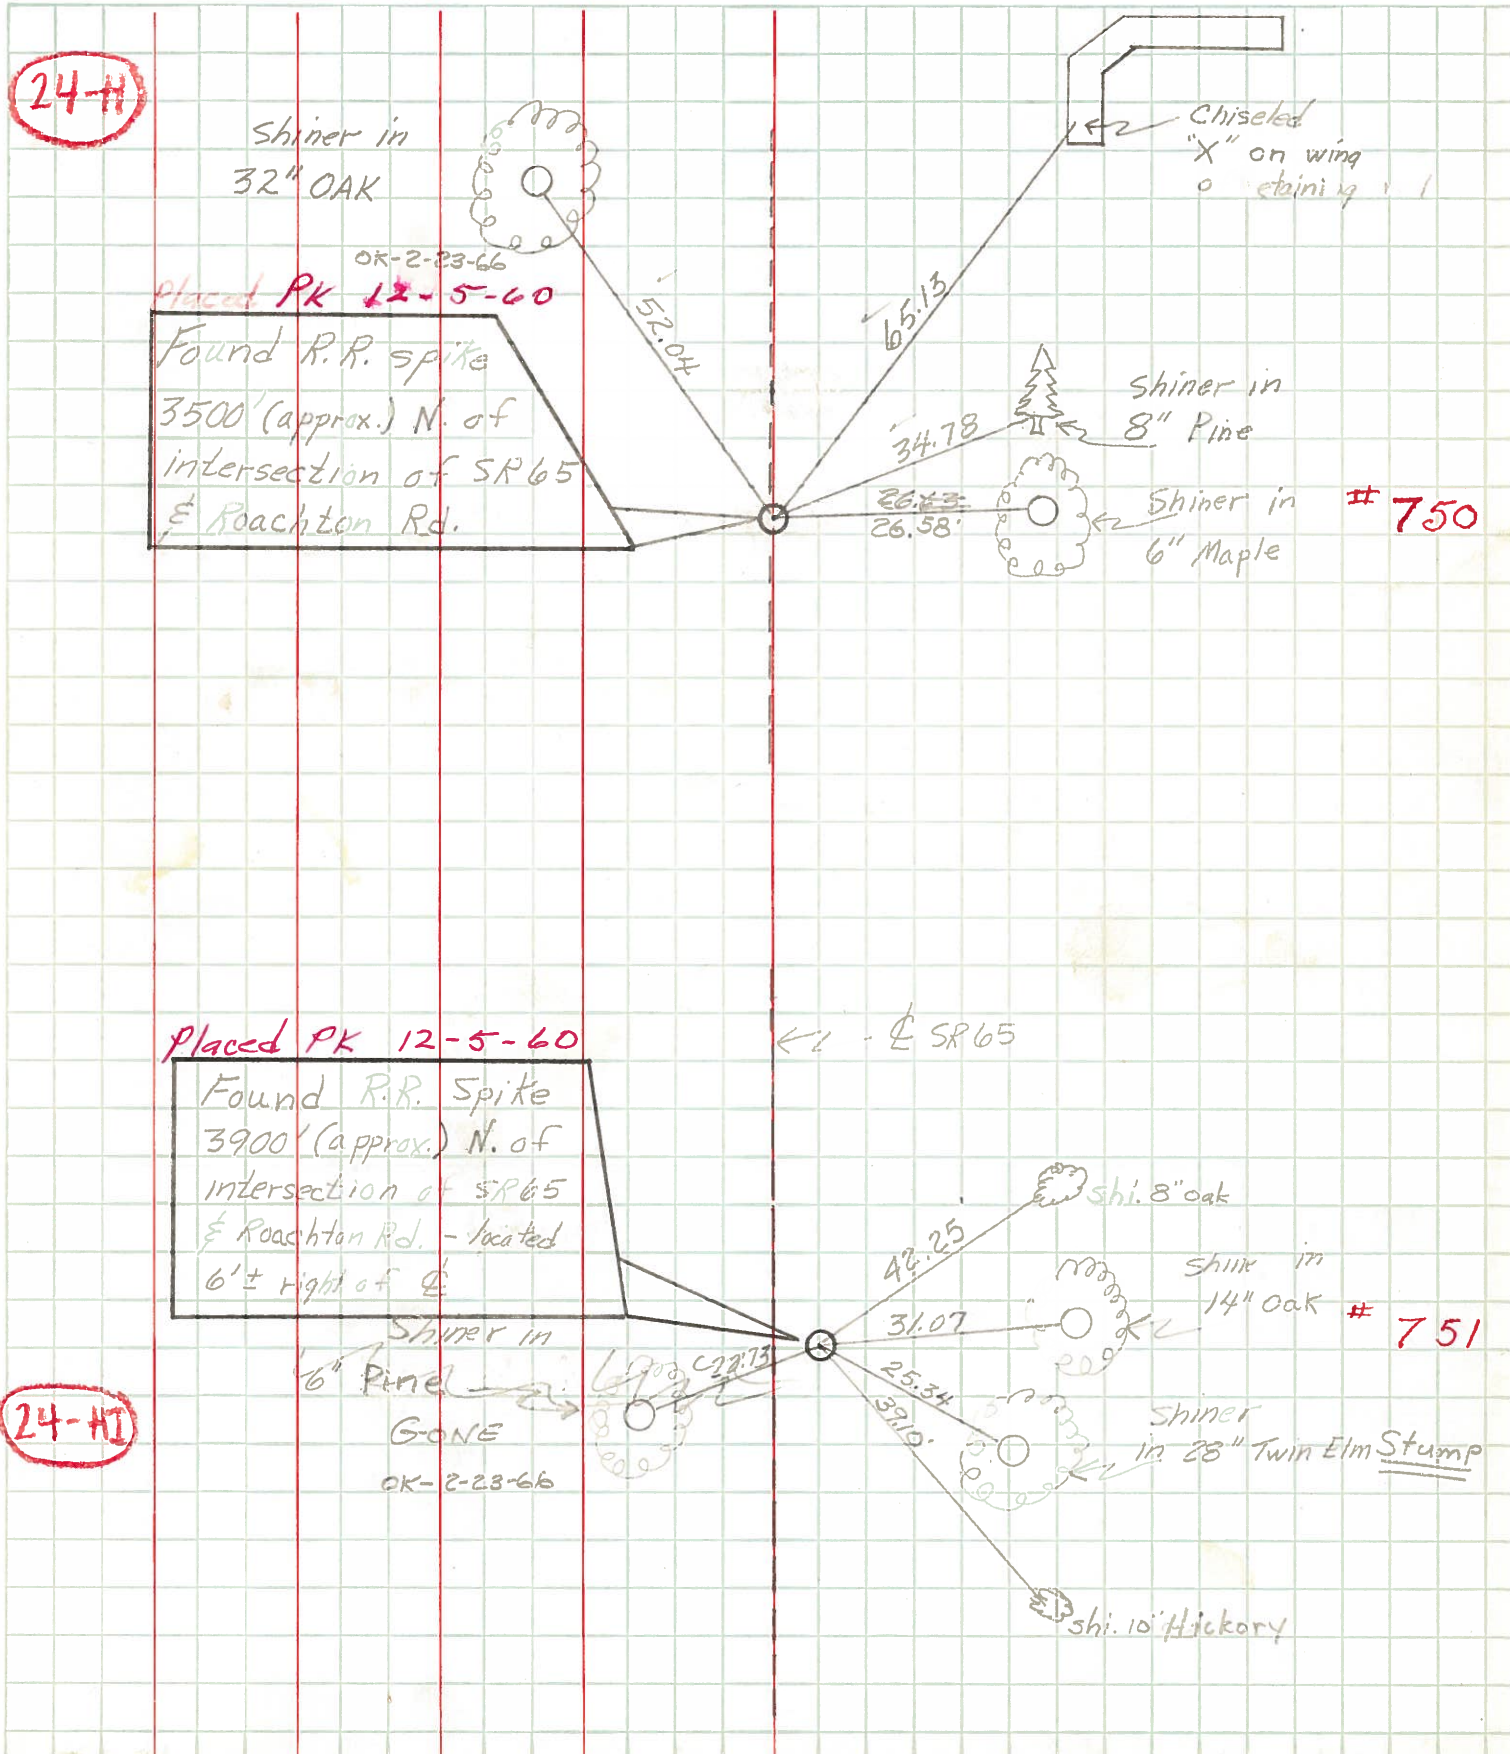 24-H
Shiner in
32" OAK
OK-2-23-66
Chiseled
"X" on wing
Placed PK 12-5-60
Found R.R. spike
3500' (approx.) N. of
intersection of SR65
& Roachton Rd.
52.04
65.13
34.78
26.58'
Shiner in
8" Pine
Shiner in
6" Maple
# 750
℄ SR65
Placed PK 12-5-60
Found R.R. Spike
3900' (approx.) N. of
intersection of SR65
& Roachton Rd. - located
6' ± right of ℄
Shiner in
6" Pine
GONE
OK-2-23-66
24-HI
22.73
42.25
31.07
25.34
39.10
shi. 8" oak
Shine in
14" Oak
# 751
Shiner
in 28" Twin Elm Stump
shi. 10" Hickory